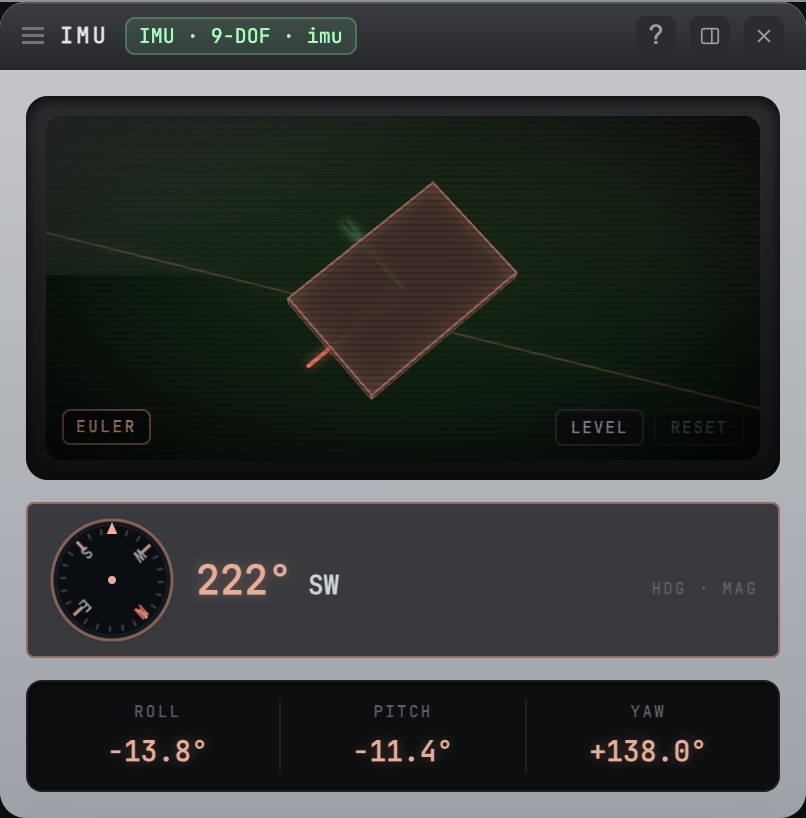 IMU
IMU · 9-DOF · imu
?
EULER
LEVEL
RESET
S
W
E
N
222° SW
HDG · MAG
ROLL
PITCH
YAW
-13.8°
-11.4°
+138.0°